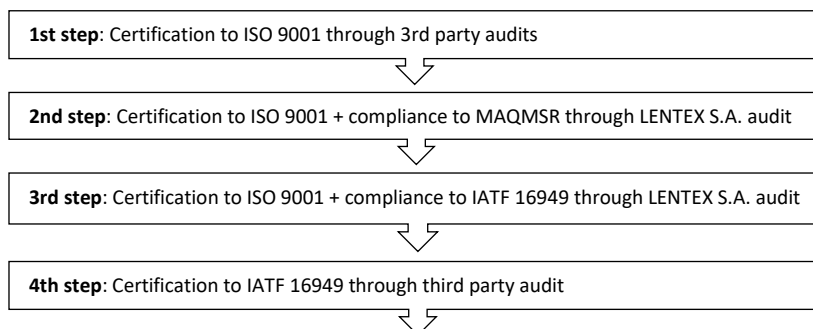 1st step: Certification to ISO 9001 through 3rd party audits
2nd step: Certification to ISO 9001 + compliance to MAQMSR through LENTEX S.A. audit
3rd step: Certification to ISO 9001 + compliance to IATF 16949 through LENTEX S.A. audit
4th step: Certification to IATF 16949 through third party audit